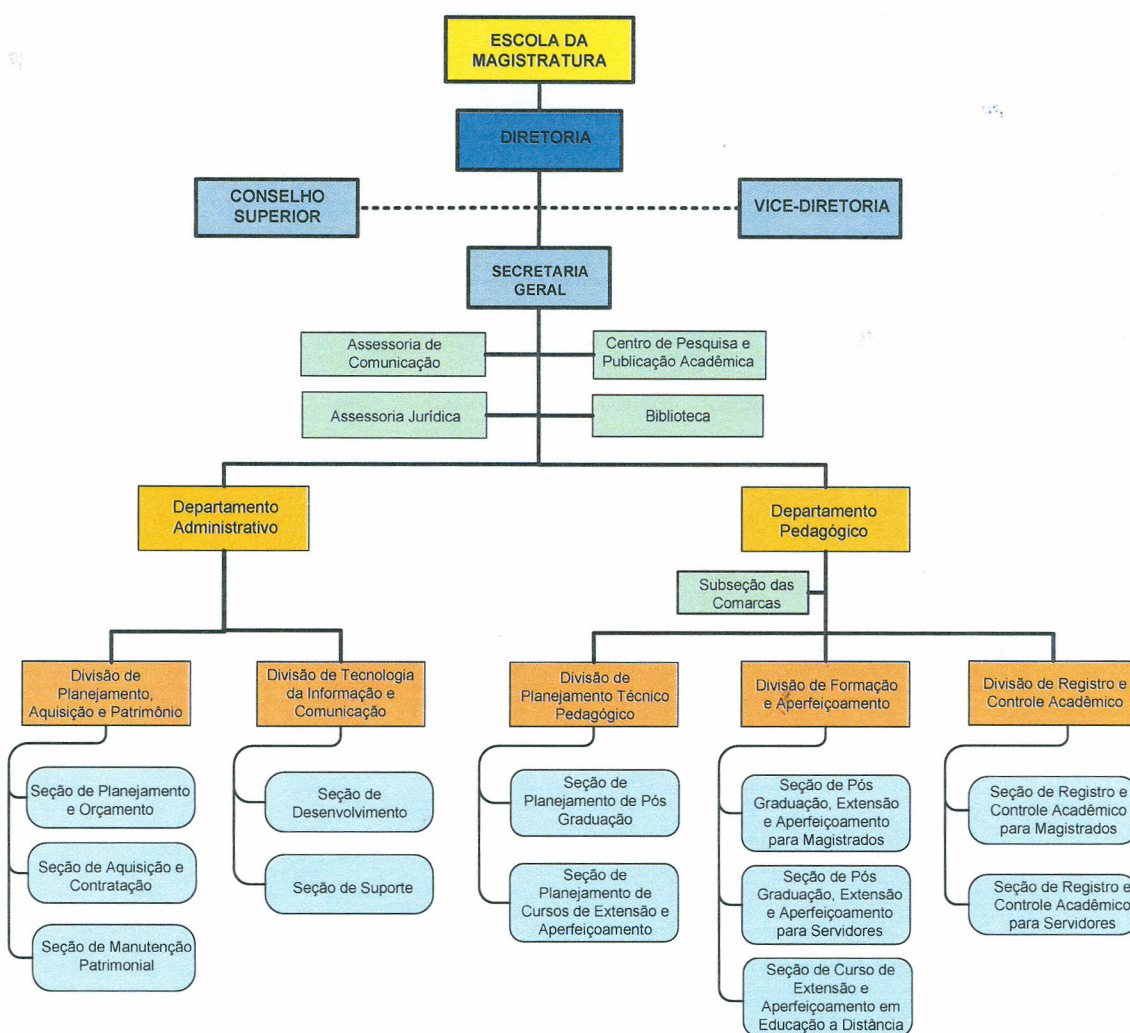 ESCOLA DA
MAGISTRATURA
DIRETORIA
CONSELHO
SUPERIOR
VICE-DIRETORIA
SECRETARIA
GERAL
Assessoria de
Comunicação
Centro de Pesquisa e
Publicação Acadêmica
Assessoria Jurídica
Biblioteca
Departamento
Administrativo
Departamento
Pedagógico
Subseção das
Comarcas
Divisão de
Planejamento,
Aquisição e Patrimônio
Divisão de Tecnologia
da Informação e
Comunicação
Divisão de
Planejamento Técnico
Pedagógico
Divisão de Formação
e Aperfeiçoamento
Divisão de Registro e
Controle Acadêmico
Seção de Planejamento
e Orçamento
Seção de Aquisição e
Contratação
Seção de Manutenção
Patrimonial
Seção de
Desenvolvimento
Seção de Suporte
Seção de
Planejamento de Pós
Graduação
Seção de
Planejamento de
Cursos de Extensão e
Aperfeiçoamento
Seção de Pós
Graduação, Extensão
e Aperfeiçoamento
para Magistrados
Seção de Pós
Graduação, Extensão
e Aperfeiçoamento
para Servidores
Seção de Curso de
Extensão e
Aperfeiçoamento em
Educação a Distância
Seção de Registro e
Controle Acadêmico
para Magistrados
Seção de Registro e
Controle Acadêmico
para Servidores